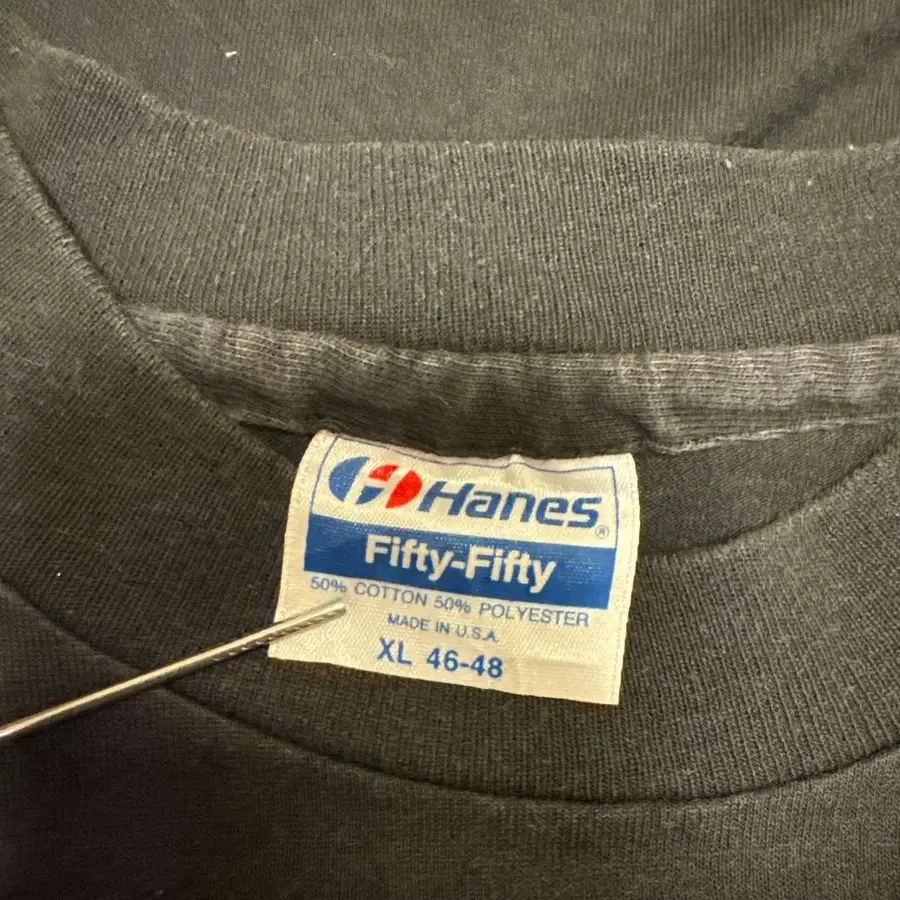 Hanes®
Fifty-Fifty
50% COTTON 50% POLYESTER
MADE IN U.S.A.
XL 46-48